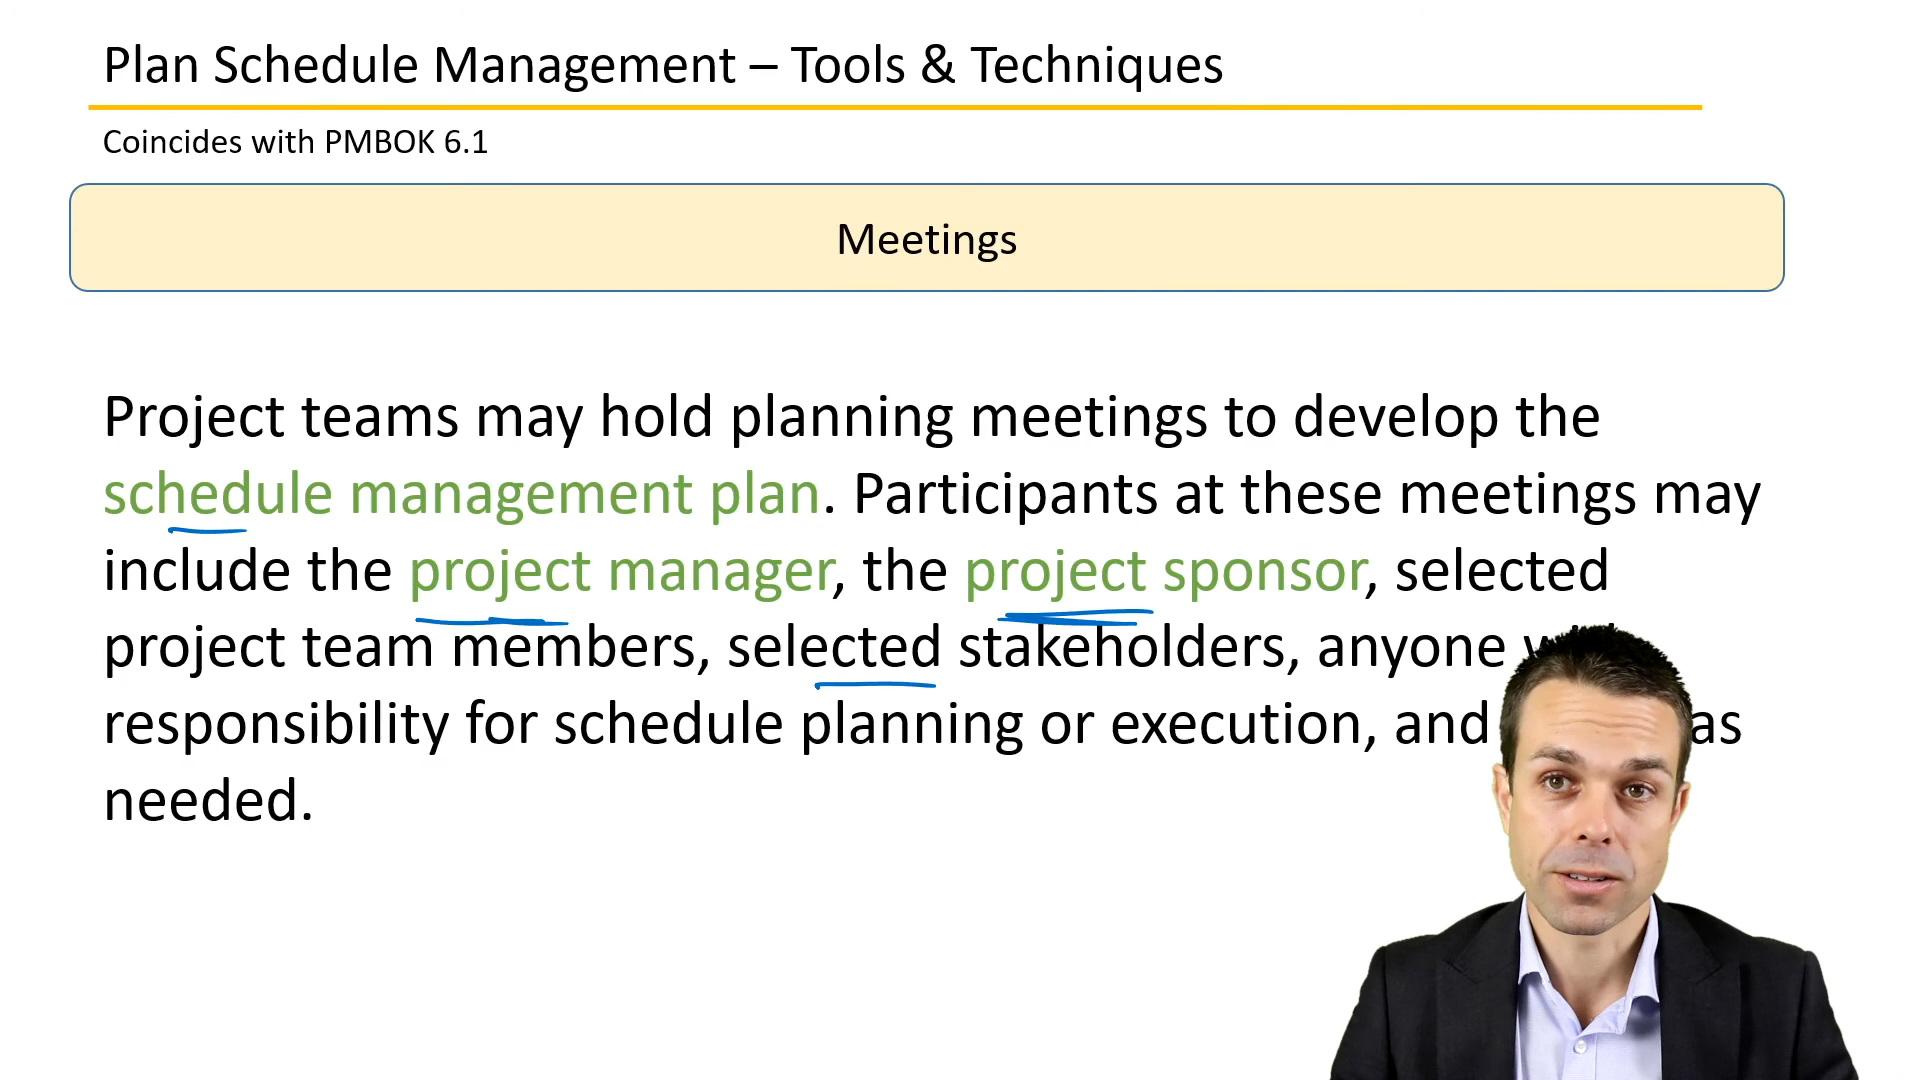 Plan Schedule Management – Tools & Techniques
Coincides with PMBOK 6.1
Meetings
Project teams may hold planning meetings to develop the
schedule management plan. Participants at these meetings may
include the project manager, the project sponsor, selected
project team members, selected stakeholders, anyone
responsibility for schedule planning or execution, and as
needed.